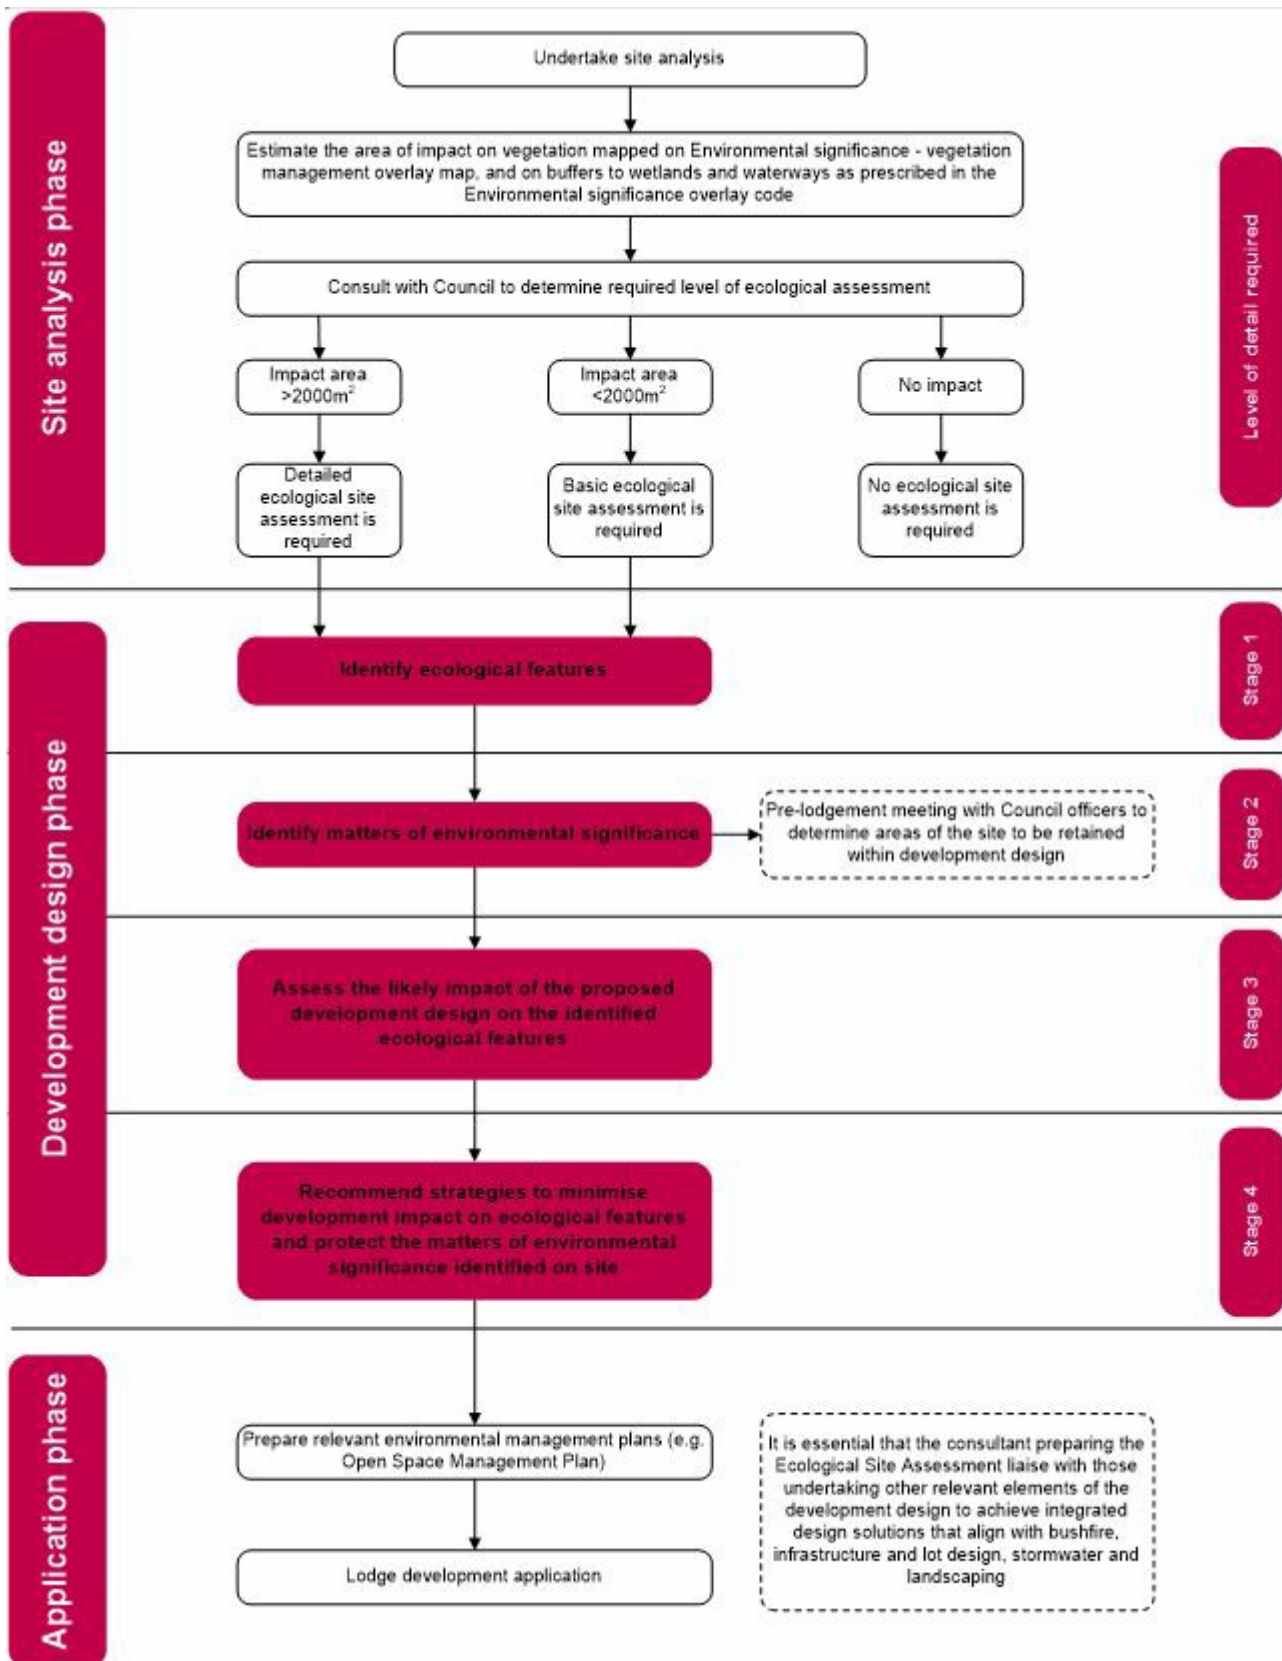 Site analysis phase
Undertake site analysis
Estimate the area of impact on vegetation mapped on Environmental significance - vegetation
management overlay map, and on buffers to wetlands and waterways as prescribed in the
Environmental significance overlay code
Consult with Council to determine required level of ecological assessment
Impact area
>2000m²
Impact area
<2000m²
No impact
Detailed
ecological site
assessment is
required
Basic ecological
site assessment is
required
No ecological site
assessment is
required
Level of detail required
Development design phase
Identify ecological features
Stage 1
Identify matters of environmental significance
Pre-lodgement meeting with Council officers to
determine areas of the site to be retained
within development design
Stage 2
Assess the likely impact of the proposed
development design on the identified
ecological features
Stage 3
Recommend strategies to minimise
development impact on ecological features
and protect the matters of environmental
significance identified on site
Stage 4
Application phase
Prepare relevant environmental management plans (e.g.
Open Space Management Plan)
Lodge development application
It is essential that the consultant preparing the
Ecological Site Assessment liaise with those
undertaking other relevant elements of the
development design to achieve integrated
design solutions that align with bushfire,
infrastructure and lot design, stormwater and
landscaping